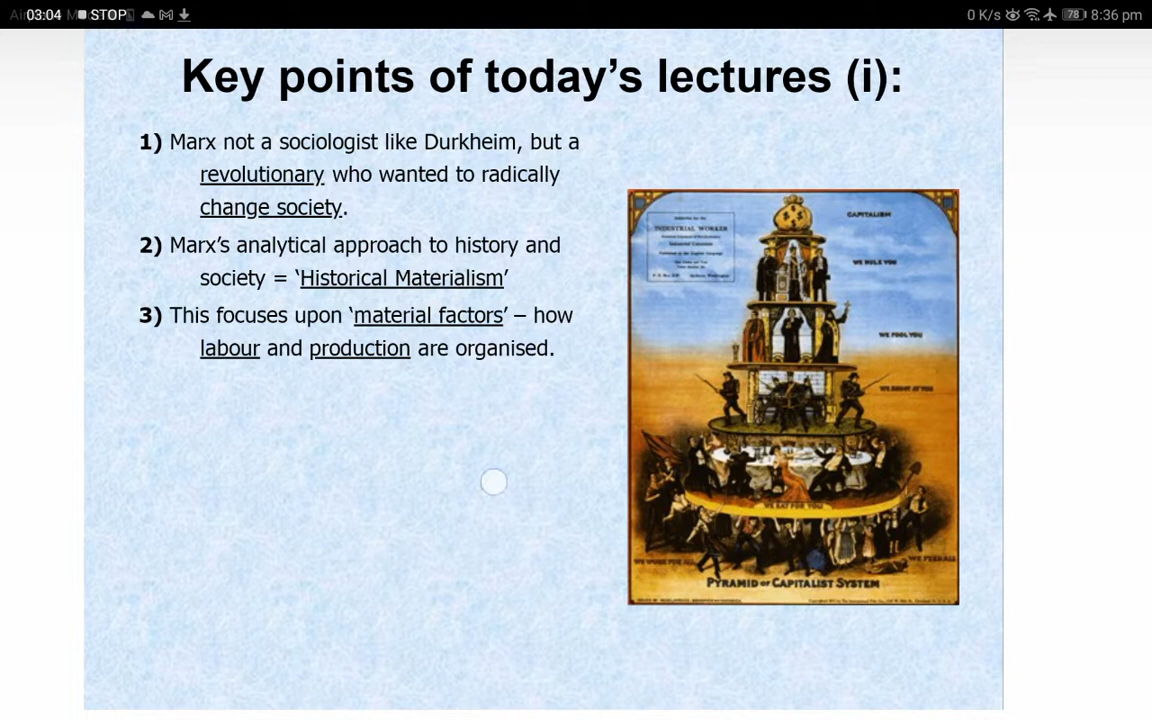 03:04 STOP 0 K/s 78 8:36 pm
Key points of today's lectures (i):
1) Marx not a sociologist like Durkheim, but a
revolutionary who wanted to radically
change society.
2) Marx's analytical approach to history and
society = ‘Historical Materialism’
3) This focuses upon ‘material factors’ – how
labour and production are organised.
INDUSTRIAL WORKER
CAPITALISM
WE RULE YOU
WE FOOL YOU
WE SHOOT AT YOU
WE EAT FOR YOU
WE WORK FOR ALL
WE FEED ALL
PYRAMID OF CAPITALIST SYSTEM